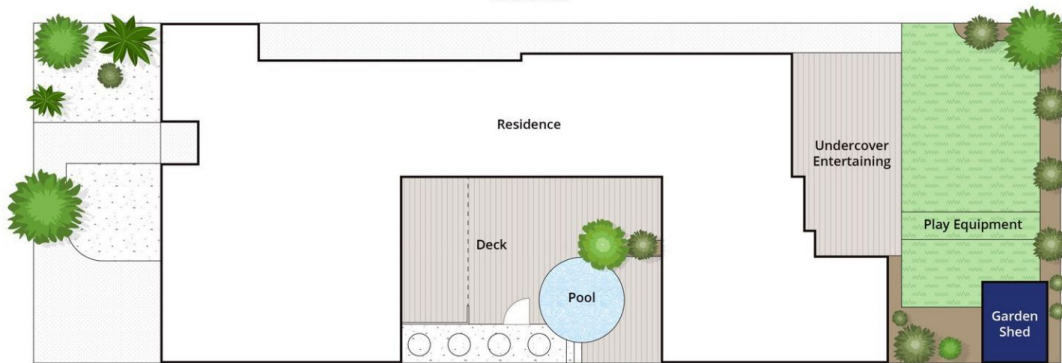 Residence
Undercover
Entertaining
Play Equipment
Deck
Pool
Garden
Shed